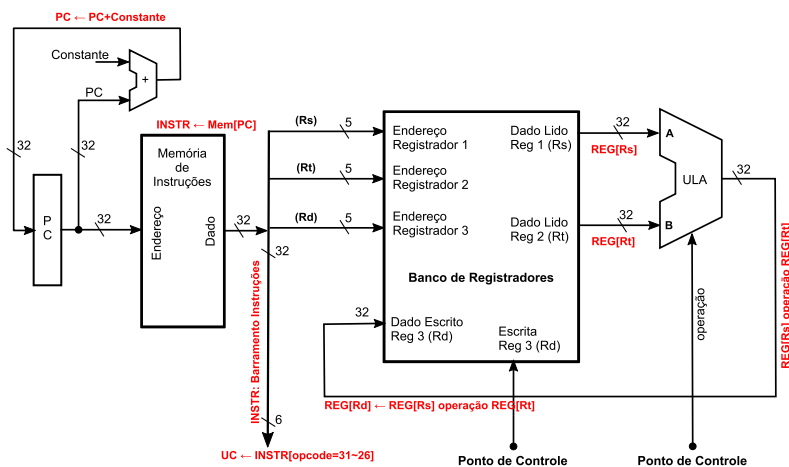 PC ← PC+Constante
Constante
+
PC
INSTR ← Mem[PC]
32
32
P
C
32
Memória
de
Instruções
Endereço
Dado
32
32
(Rs)
5
(Rt)
5
(Rd)
5
Endereço
Registrador 1
Endereço
Registrador 2
Endereço
Registrador 3
Dado Lido
Reg 1 (Rs)
Dado Lido
Reg 2 (Rt)
Banco de Registradores
32
Dado Escrito
Reg 3 (Rd)
Escrita
Reg 3 (Rd)
32
REG[Rs]
32
REG[Rt]
A
B
ULA
32
operação
REG[Rs] operação REG[Rt]
REG[Rd] ← REG[Rs] operação REG[Rt]
INSTR: Barramento Instruções
6
UC ← INSTR[opcode=31~26]
Ponto de Controle
Ponto de Controle